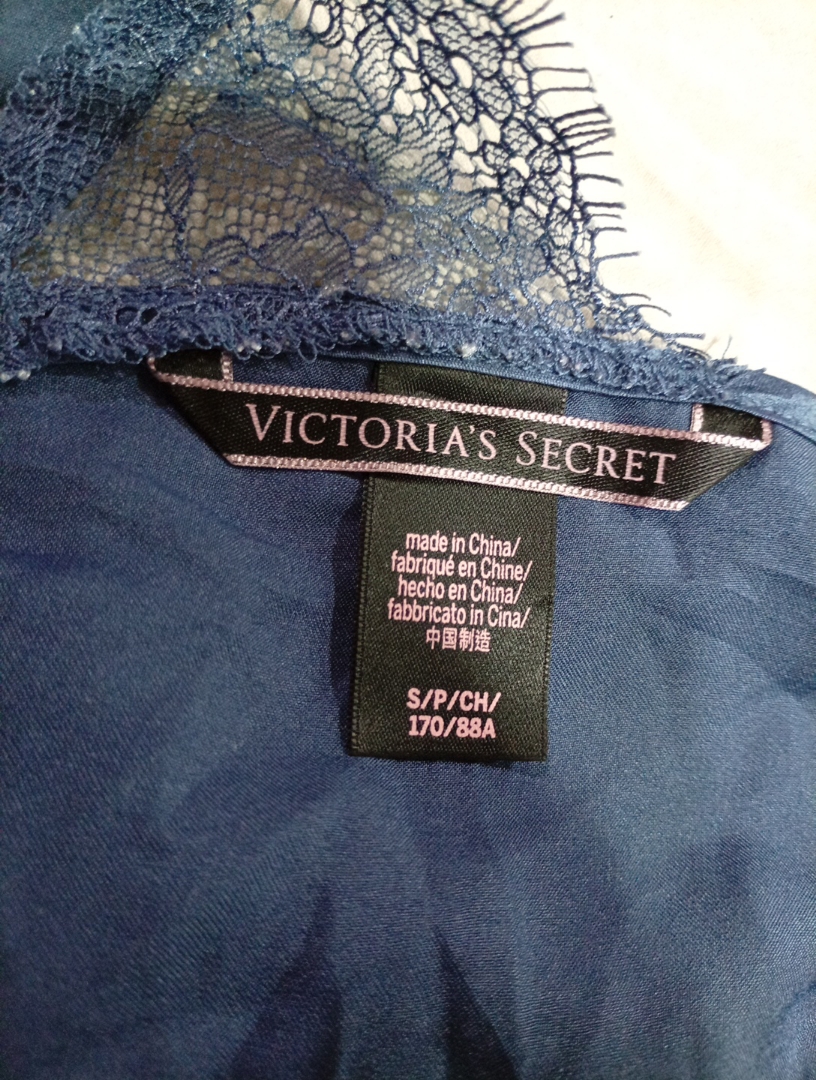 VICTORIA'S SECRET
made in China/
fabriqué en Chine/
hecho en China/
fabbricato in Cina/
中国制造
S/P/CH/
170/88A